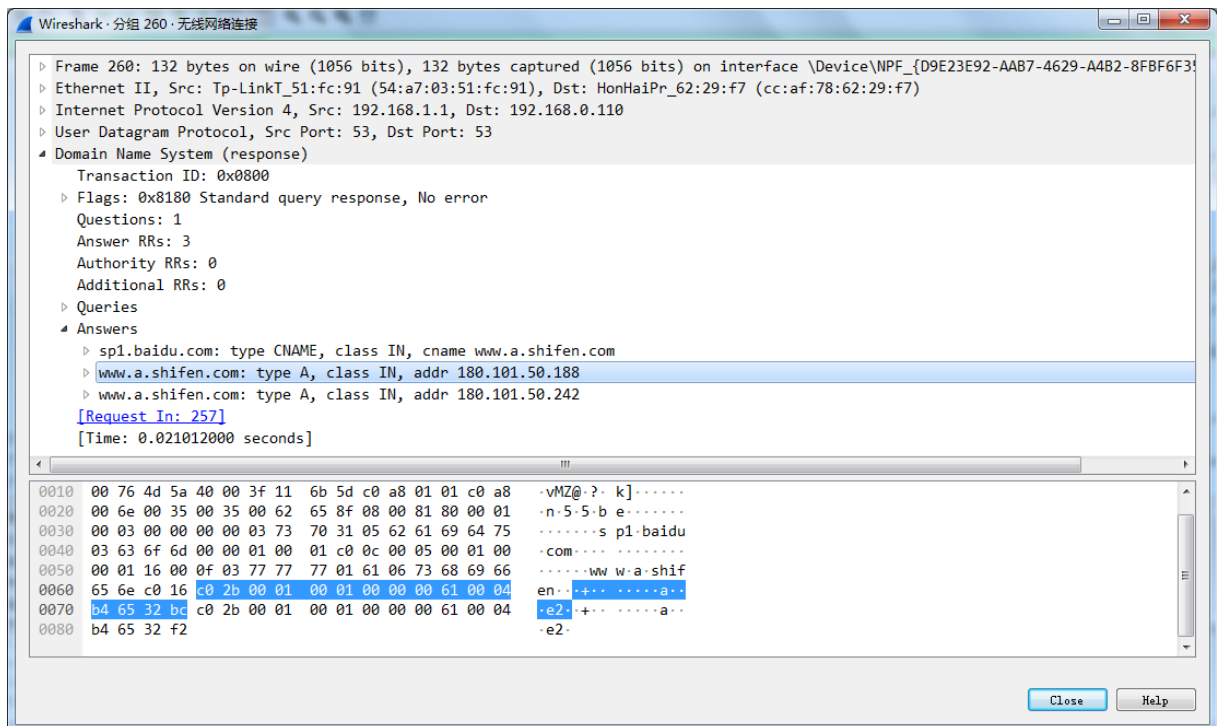 Wireshark · 分组 260 · 无线网络连接
Frame 260: 132 bytes on wire (1056 bits), 132 bytes captured (1056 bits) on interface \Device\NPF_{D9E23E92-AAB7-4629-A4B2-8FBF6F35
Ethernet II, Src: Tp-LinkT_51:fc:91 (54:a7:03:51:fc:91), Dst: HonHaiPr_62:29:f7 (cc:af:78:62:29:f7)
Internet Protocol Version 4, Src: 192.168.1.1, Dst: 192.168.0.110
User Datagram Protocol, Src Port: 53, Dst Port: 53
Domain Name System (response)
Transaction ID: 0x0800
Flags: 0x8180 Standard query response, No error
Questions: 1
Answer RRs: 3
Authority RRs: 0
Additional RRs: 0
Queries
Answers
sp1.baidu.com: type CNAME, class IN, cname www.a.shifen.com
www.a.shifen.com: type A, class IN, addr 180.101.50.188
www.a.shifen.com: type A, class IN, addr 180.101.50.242
[Request In: 257]
[Time: 0.021012000 seconds]
0010 00 76 4d 5a 40 00 3f 11 6b 5d c0 a8 01 01 c0 a8 ·vMZ@·?· k]······
0020 00 6e 00 35 00 35 00 62 65 8f 08 00 81 80 00 01 ·n·5·5·b e·······
0030 00 03 00 00 00 00 03 73 70 31 05 62 61 69 64 75 ·······s p1·baidu
0040 03 63 6f 6d 00 00 01 00 01 c0 0c 00 05 00 01 00 ·com···· ········
0050 00 01 16 00 0f 03 77 77 77 01 61 06 73 68 69 66 ······ww w·a·shif
0060 65 6e c0 16 c0 2b 00 01 00 01 00 00 00 61 00 04 en···+·· ·····a··
0070 b4 65 32 bc c0 2b 00 01 00 01 00 00 00 61 00 04 ·e2··+·· ·····a··
0080 b4 65 32 f2 ·e2·
Close Help